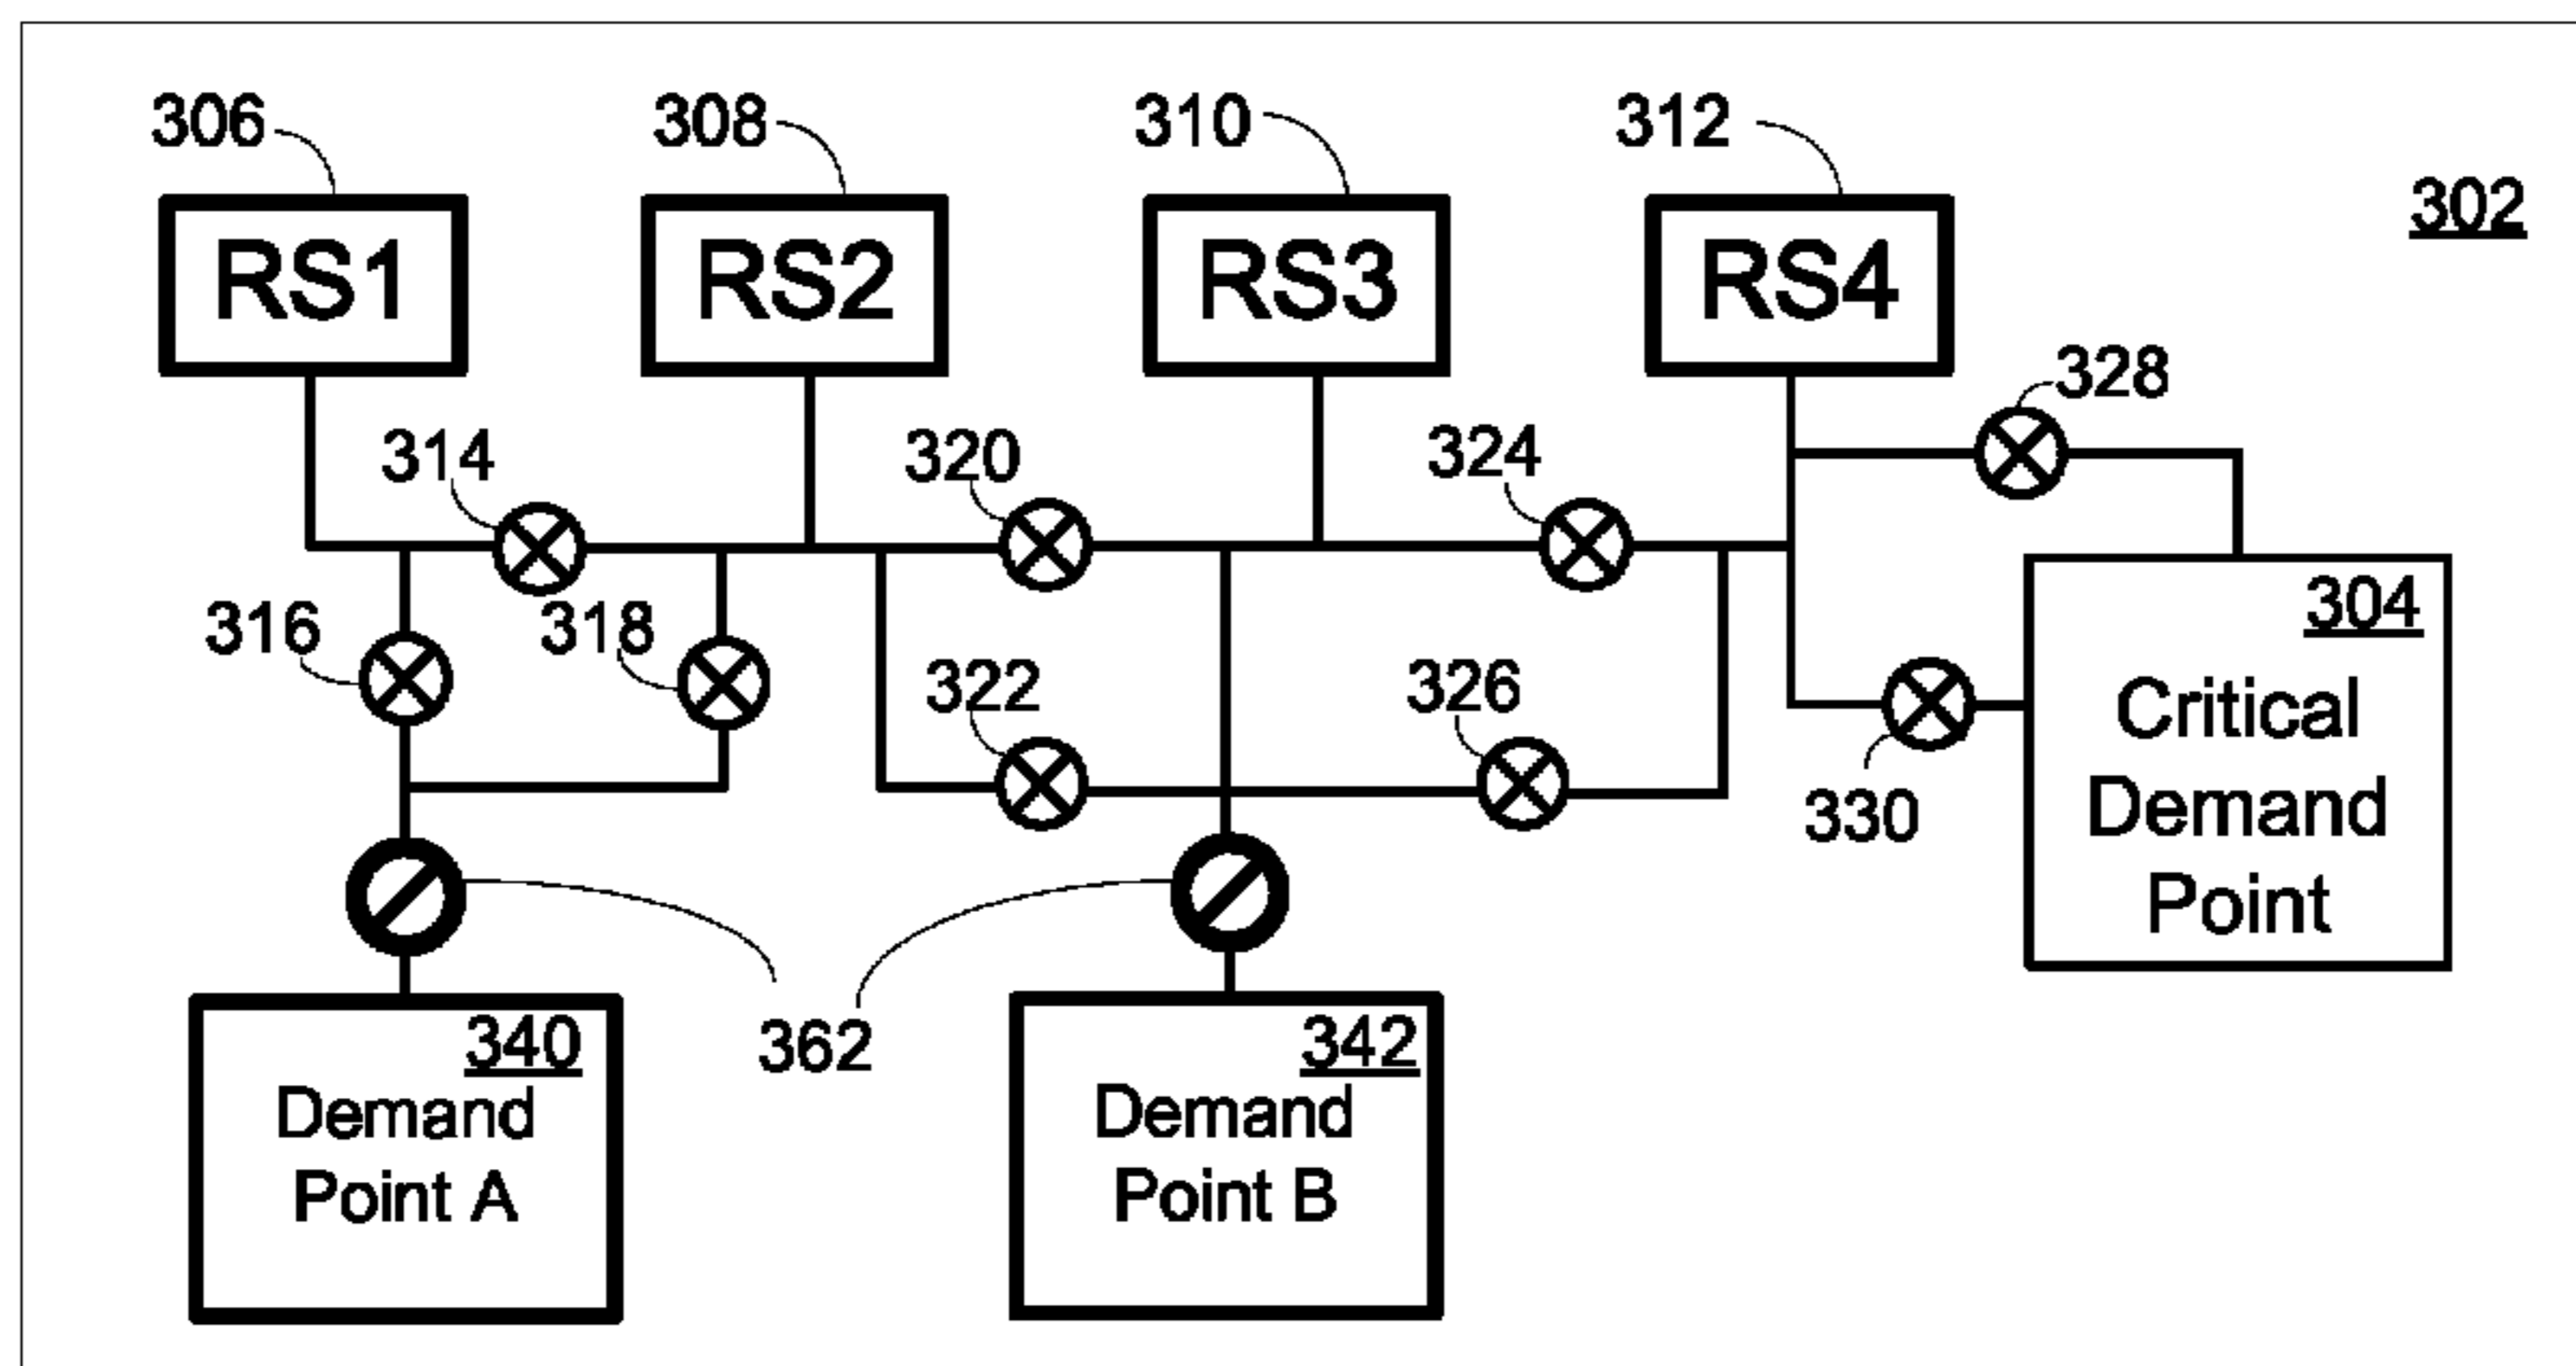 306
308
310
312
302
RS1
RS2
RS3
RS4
328
314
320
324
304
316
318
322
326
Critical
Demand
Point
330
362
340
Demand
Point A
342
Demand
Point B